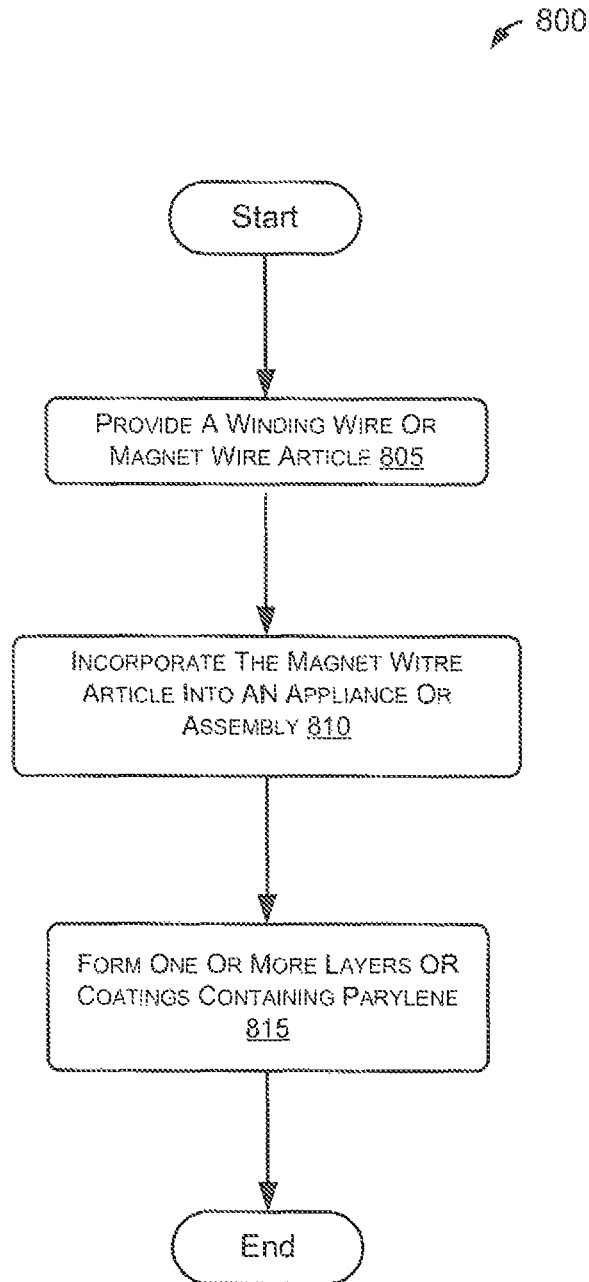 800
Start
PROVIDE A WINDING WIRE OR
MAGNET WIRE ARTICLE 805
INCORPORATE THE MAGNET WITRE
ARTICLE INTO AN APPLIANCE OR
ASSEMBLY 810
FORM ONE OR MORE LAYERS OR
COATINGS CONTAINING PARYLENE
815
End